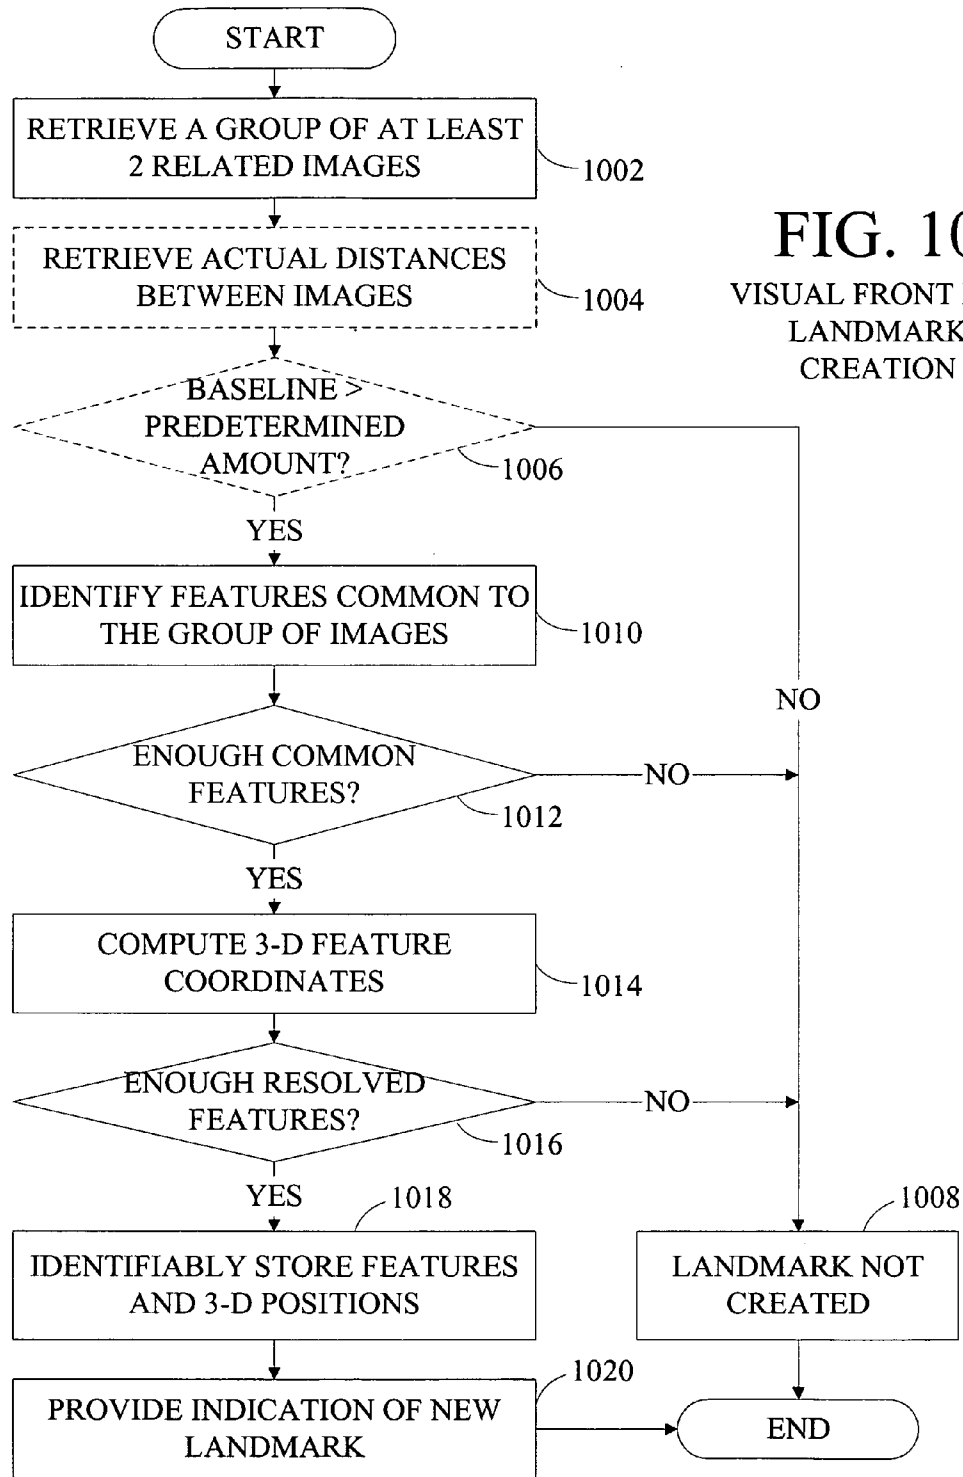 START
RETRIEVE A GROUP OF AT LEAST
2 RELATED IMAGES
1002
RETRIEVE ACTUAL DISTANCES
BETWEEN IMAGES
1004
FIG. 10
VISUAL FRONT
LANDMARK
CREATION
BASELINE >
PREDETERMINED
AMOUNT?
1006
YES
IDENTIFY FEATURES COMMON TO
THE GROUP OF IMAGES
1010
NO
ENOUGH COMMON
FEATURES?
1012
NO
YES
COMPUTE 3-D FEATURE
COORDINATES
1014
ENOUGH RESOLVED
FEATURES?
1016
NO
YES
1018
IDENTIFIABLY STORE FEATURES
AND 3-D POSITIONS
1008
LANDMARK NOT
CREATED
1020
PROVIDE INDICATION OF NEW
LANDMARK
END